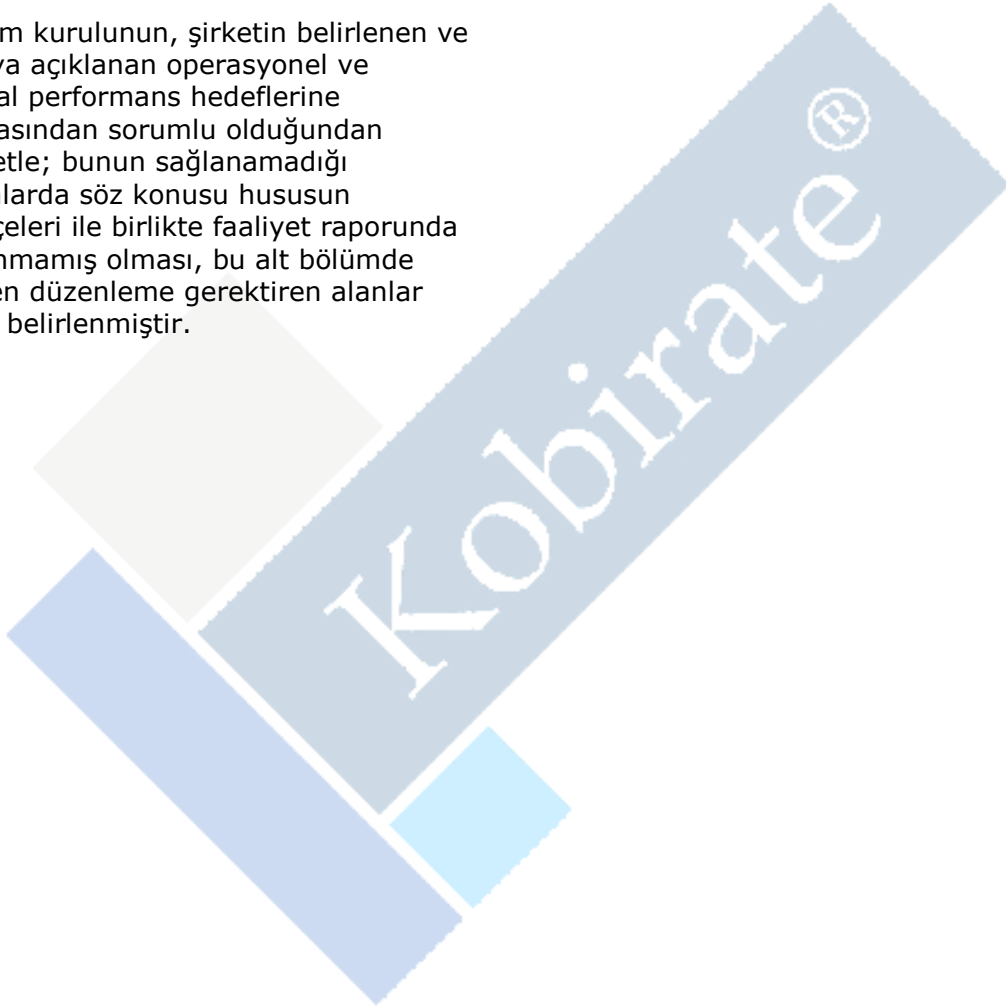 m kurulunun, şirketin belirlenen ve
ya açıklanan operasyonel ve
al performans hedeflerine
asından sorumlu olduğundan
etle; bunun sağlanamadığı
larda söz konusu hususun
çeleri ile birlikte faaliyet raporunda
nmamış olması, bu alt bölümde
en düzenleme gerektiren alanlar
belirlenmiştir.
Kobirate ®